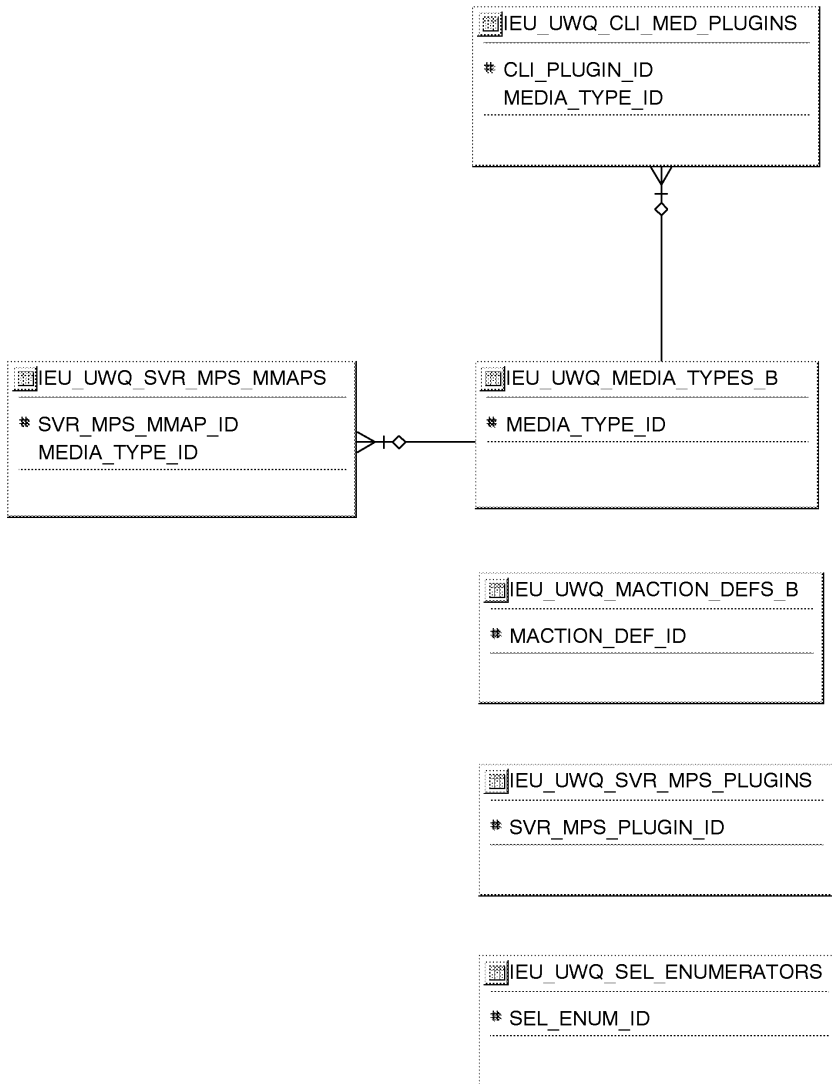 IEU_UWQ_CLI_MED_PLUGINS
# CLI_PLUGIN_ID
MEDIA_TYPE_ID
IEU_UWQ_SVR_MPS_MMAPS
# SVR_MPS_MMAP_ID
MEDIA_TYPE_ID
IEU_UWQ_MEDIA_TYPES_B
# MEDIA_TYPE_ID
IEU_UWQ_MACTION_DEFS_B
# MACTION_DEF_ID
IEU_UWQ_SVR_MPS_PLUGINS
# SVR_MPS_PLUGIN_ID
IEU_UWQ_SEL_ENUMERATORS
# SEL_ENUM_ID